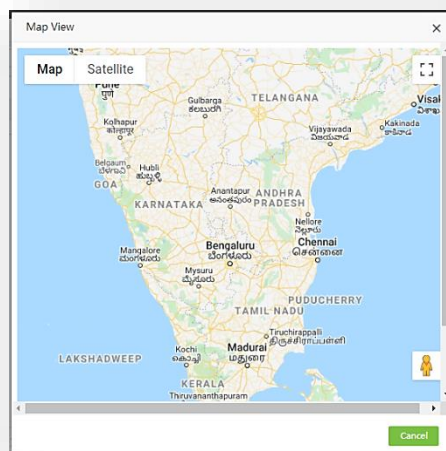 Map View
Map
Satellite
Pune
पुणे
Gulbarga
ಕಲಬುರಗಿ
TELANGANA
Visak
Kolhapur
कोल्हापूर
Vijayawada
విజయవాడ
Kakinada
కాకినాడ
Belgaum
ಬೆಳಗಾವಿ
Hubli
ಹುಬ್ಬಳ್ಳಿ
GOA
KARNATAKA
Anantapur
అనంతపురం
ANDHRA
PRADESH
Nellore
నెల్లూరు
Mangalore
ಮಂಗಳೂರು
Bengaluru
ಬೆಂಗಳೂರು
Chennai
சென்னை
Mysuru
ಮೈಸೂರು
PUDUCHERRY
TAMIL NADU
Tiruchirappalli
திருச்சிராப்பள்ளி
Kochi
കൊച്ചി
Madurai
மதுரை
LAKSHADWEEP
KERALA
Thiruvananthapuram
Cancel